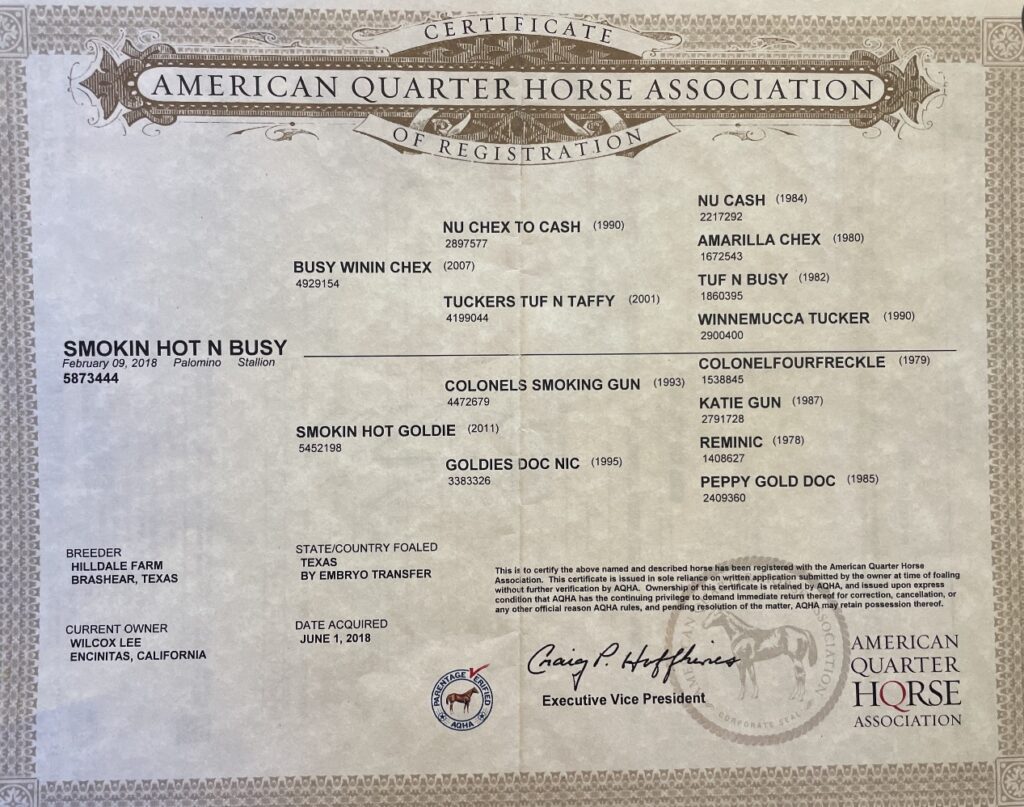 CERTIFICATE
AMERICAN QUARTER HORSE ASSOCIATION
OF REGISTRATION
NU CASH (1984)
2217292
NU CHEX TO CASH (1990)
2897577
AMARILLA CHEX (1980)
1672543
BUSY WININ CHEX (2007)
4929154
TUF N BUSY (1982)
1860395
TUCKERS TUF N TAFFY (2001)
4199044
WINNEMUCCA TUCKER (1990)
2900400
SMOKIN HOT N BUSY
February 09, 2018 Palomino Stallion
5873444
COLONELFOURFRECKLE (1979)
1538845
COLONELS SMOKING GUN (1993)
4472679
KATIE GUN (1987)
2791728
SMOKIN HOT GOLDIE (2011)
5452198
REMINIC (1978)
1408627
GOLDIES DOC NIC (1995)
3383326
PEPPY GOLD DOC (1985)
2409360
BREEDER
HILLDALE FARM
BRASHEAR, TEXAS
STATE/COUNTRY FOALED
TEXAS
BY EMBRYO TRANSFER
CURRENT OWNER
WILCOX LEE
ENCINITAS, CALIFORNIA
DATE ACQUIRED
JUNE 1, 2018
This is to certify the above named and described horse has been registered with the American Quarter Horse
Association. This certificate is issued in sole reliance on written application submitted by the owner at time of foaling
without further verification by AQHA. Ownership of this certificate is retained by AQHA, and issued upon express
condition that AQHA has the continuing privilege to demand immediate return thereof for correction, cancellation, or
any other official reason AQHA rules, and pending resolution of the matter, AQHA may retain possession thereof.
PARENTAGE VERIFIED
AQHA
Craig P. Huffhines
Executive Vice President
ASSOCIATION
CORPORATE SEAL
AMERICAN
QUARTER
HORSE
ASSOCIATION